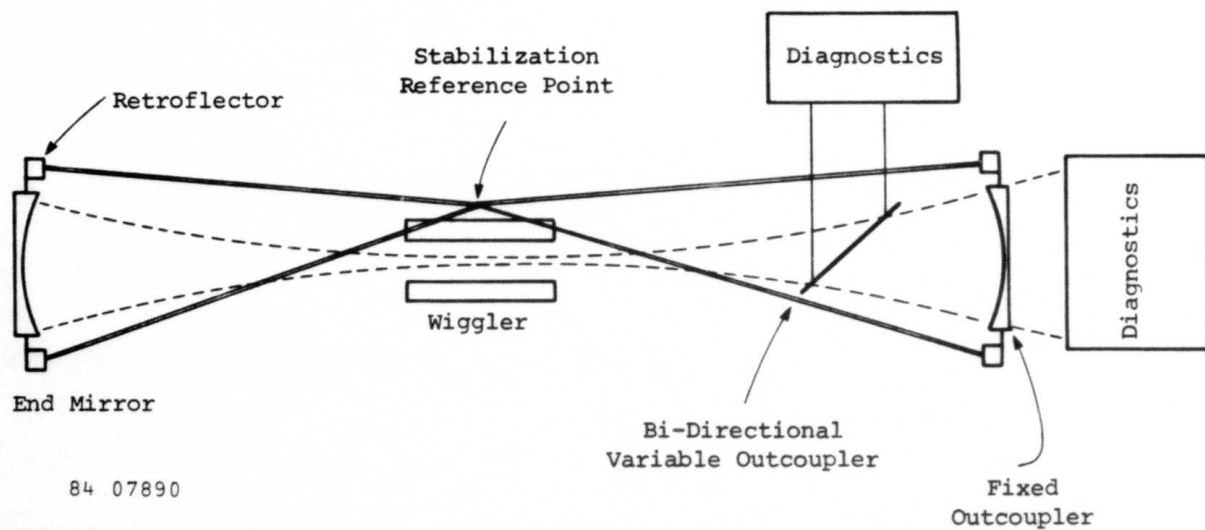 Stabilization
Reference Point
Diagnostics
Retroflector
Diagnostics
Wiggler
End Mirror
Bi-Directional
Variable Outcoupler
Fixed
Outcoupler
84 07890